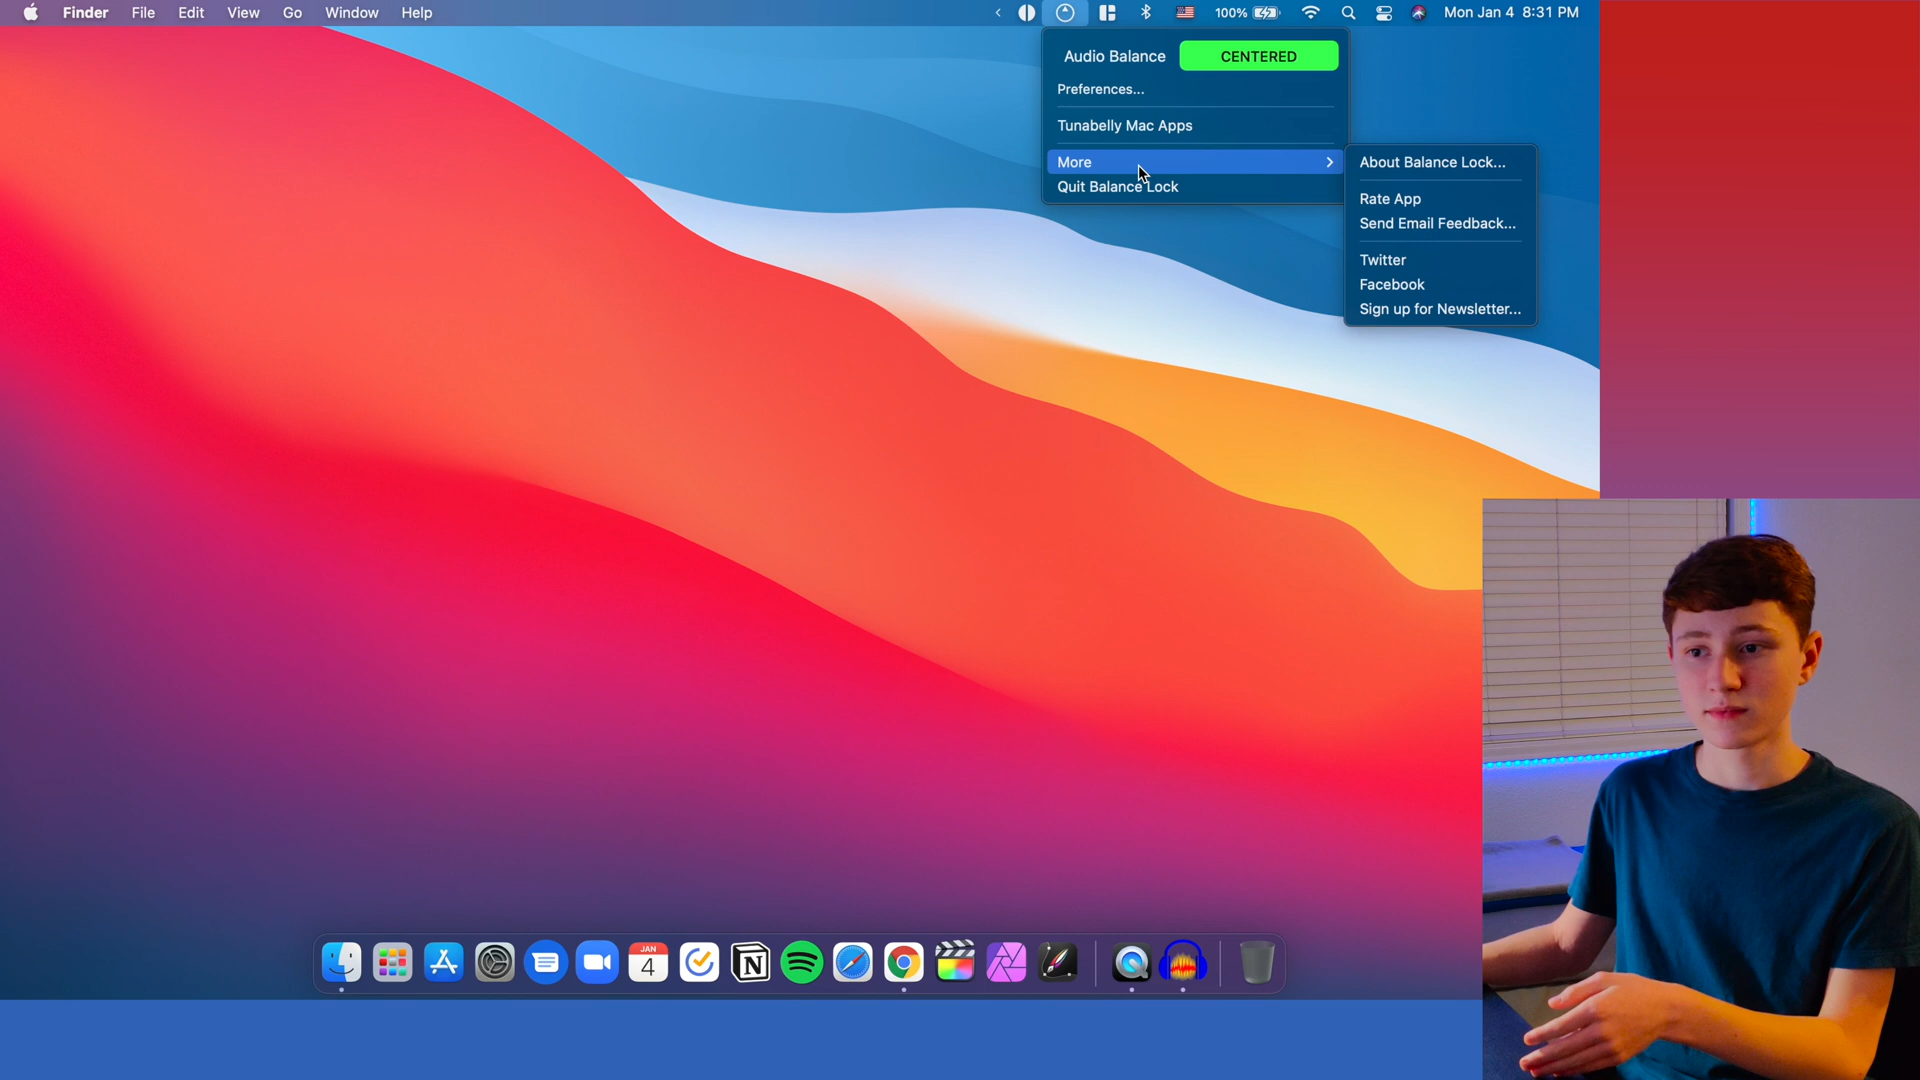 Finder File Edit View Go Window Help 100% Mon Jan 4 8:31 PM
Audio Balance CENTERED
Preferences...
Tunabelly Mac Apps
More
Quit Balance Lock
About Balance Lock...
Rate App
Send Email Feedback...
Twitter
Facebook
Sign up for Newsletter...
JAN
4
N